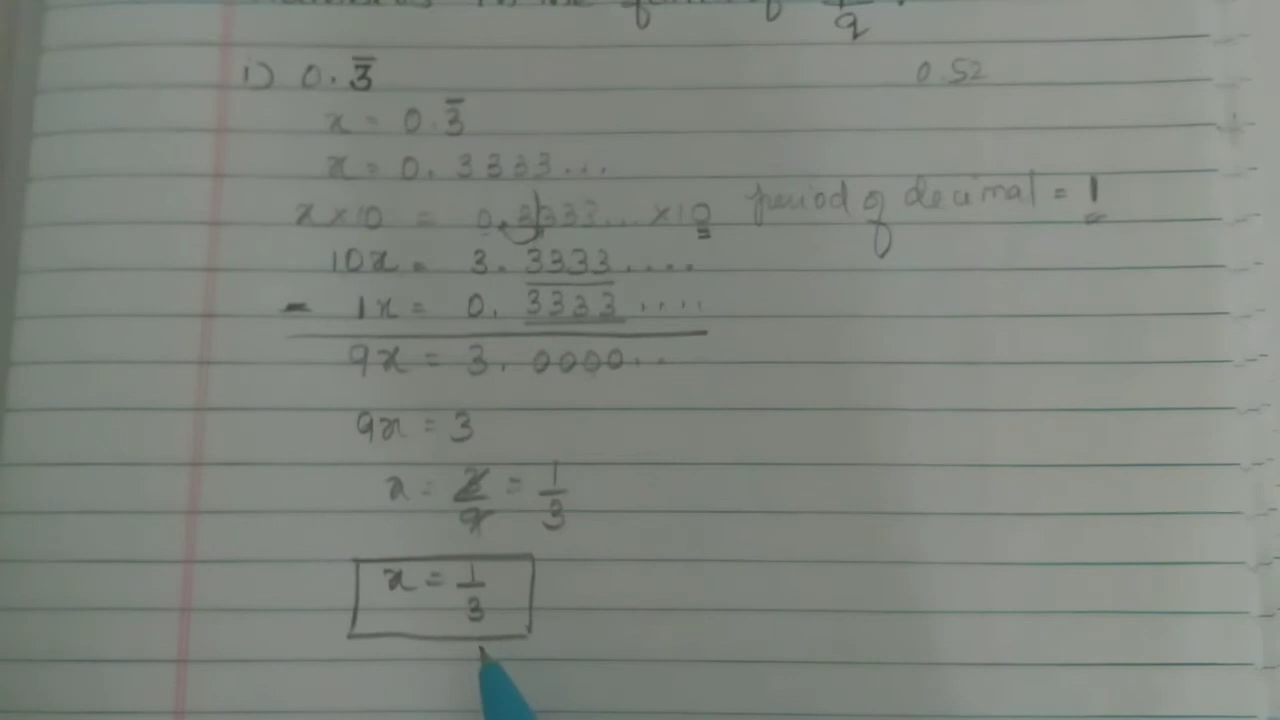 q
1) 0.3̅ 0.52
x = 0.3̅
x = 0.3333...
x × 10 = 0.3333... × 10 period of decimal = 1
10x = 3.3333....
- 1x = 0.3333....
9x = 3.0000..
9x = 3
x = 3/9 = 1/3
x = 1/3